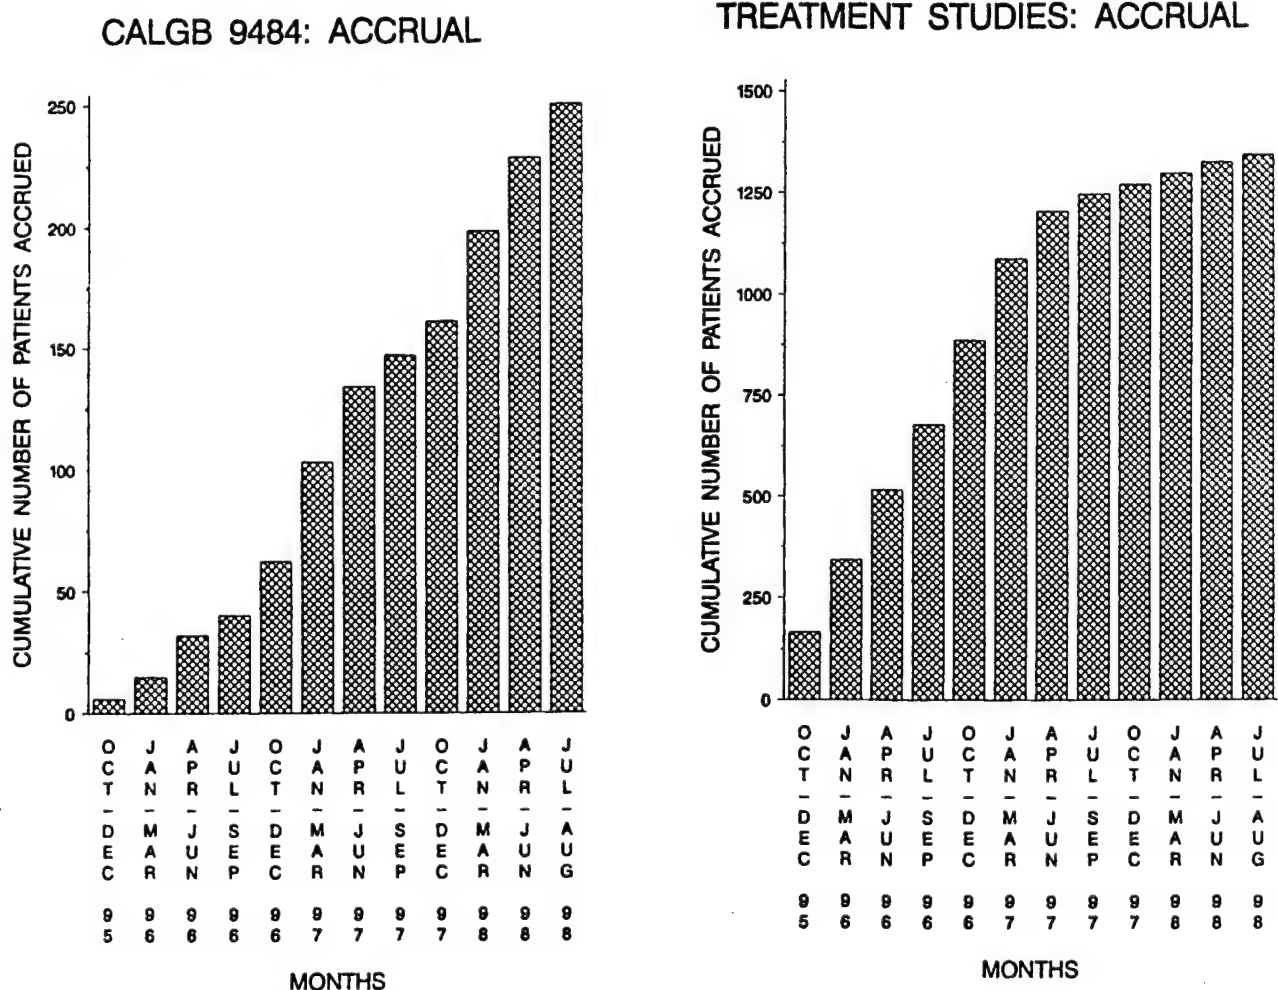 CALGB 9484: ACCRUAL
CUMULATIVE NUMBER OF PATIENTS ACCRUED
250
200
150
100
50
0
OCT-DEC 95
JAN-MAR 96
APR-JUN 96
JUL-SEP 96
OCT-DEC 96
JAN-MAR 97
APR-JUN 97
JUL-SEP 97
OCT-DEC 97
JAN-MAR 98
APR-JUN 98
JUL-AUG 98
MONTHS
TREATMENT STUDIES: ACCRUAL
CUMULATIVE NUMBER OF PATIENTS ACCRUED
1500
1250
1000
750
500
250
0
OCT-DEC 95
JAN-MAR 96
APR-JUN 96
JUL-SEP 96
OCT-DEC 96
JAN-MAR 97
APR-JUN 97
JUL-SEP 97
OCT-DEC 97
JAN-MAR 98
APR-JUN 98
JUL-AUG 98
MONTHS